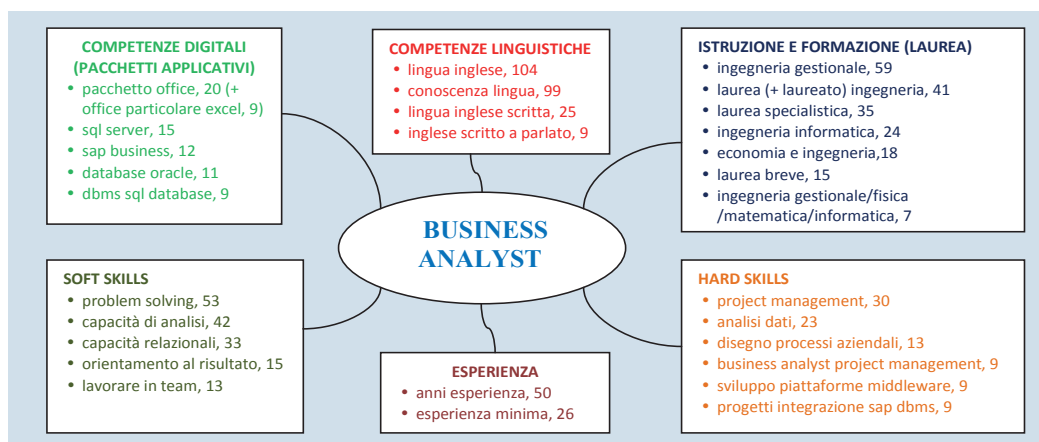 COMPETENZE DIGITALI
(PACCHETTI APPLICATIVI)
• pacchetto office, 20 (+
office particolare excel, 9)
• sql server, 15
• sap business, 12
• database oracle, 11
• dbms sql database, 9
COMPETENZE LINGUISTICHE
• lingua inglese, 104
• conoscenza lingua, 99
• lingua inglese scritta, 25
• inglese scritto a parlato, 9
ISTRUZIONE E FORMAZIONE (LAUREA)
• ingegneria gestionale, 59
• laurea (+ laureato) ingegneria, 41
• laurea specialistica, 35
• ingegneria informatica, 24
• economia e ingegneria,18
• laurea breve, 15
• ingegneria gestionale/fisica
/matematica/informatica, 7
BUSINESS
ANALYST
SOFT SKILLS
• problem solving, 53
• capacità di analisi, 42
• capacità relazionali, 33
• orientamento al risultato, 15
• lavorare in team, 13
ESPERIENZA
• anni esperienza, 50
• esperienza minima, 26
HARD SKILLS
• project management, 30
• analisi dati, 23
• disegno processi aziendali, 13
• business analyst project management, 9
• sviluppo piattaforme middleware, 9
• progetti integrazione sap dbms, 9